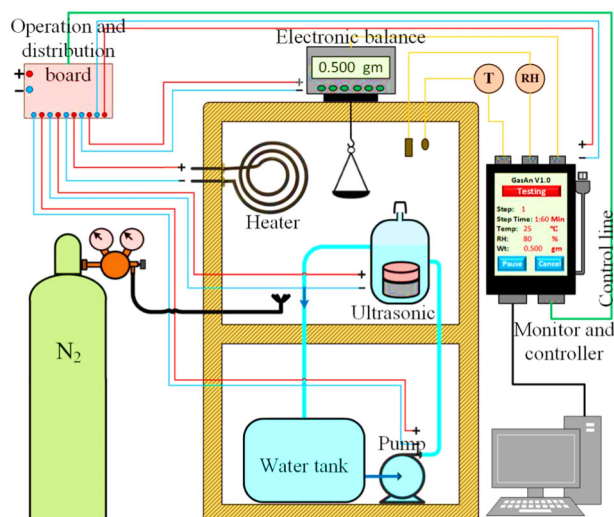 Operation and
distribution
board
+
-
Electronic balance
0.500 gm
+
-
T
RH
+
-
GasAn V1.0
Testing
Step: 1
Step Time: 1:60 Min
Temp: 25 °C
RH: 80 %
Wt: 0.500 gm
Pause
Cancel
Control line
+
-
Heater
+
-
Ultrasonic
Monitor and
controller
N2
+
-
Pump
Water tank